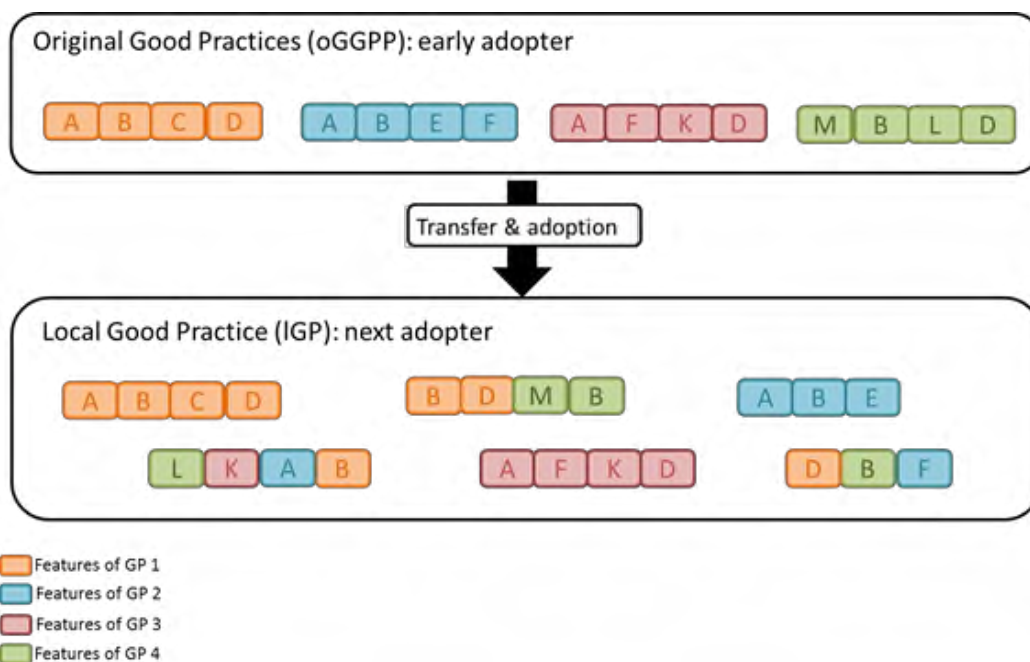 Original Good Practices (oGGPP): early adopter
A B C D A B E F A F K D M B L D
Transfer & adoption
Local Good Practice (lGP): next adopter
A B C D B D M B A B E
L K A B A F K D D B F
Features of GP 1
Features of GP 2
Features of GP 3
Features of GP 4